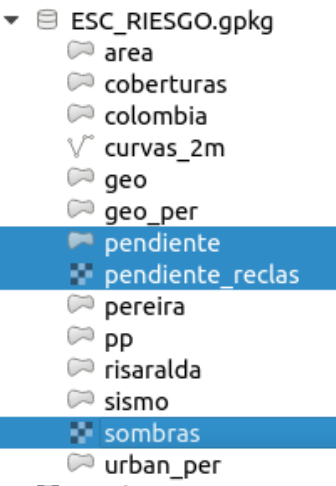 ESC_RIESGO.gpkg
area
coberturas
colombia
curvas_2m
geo
geo_per
pendiente
pendiente_reclas
pereira
pp
risaralda
sismo
sombras
urban_per